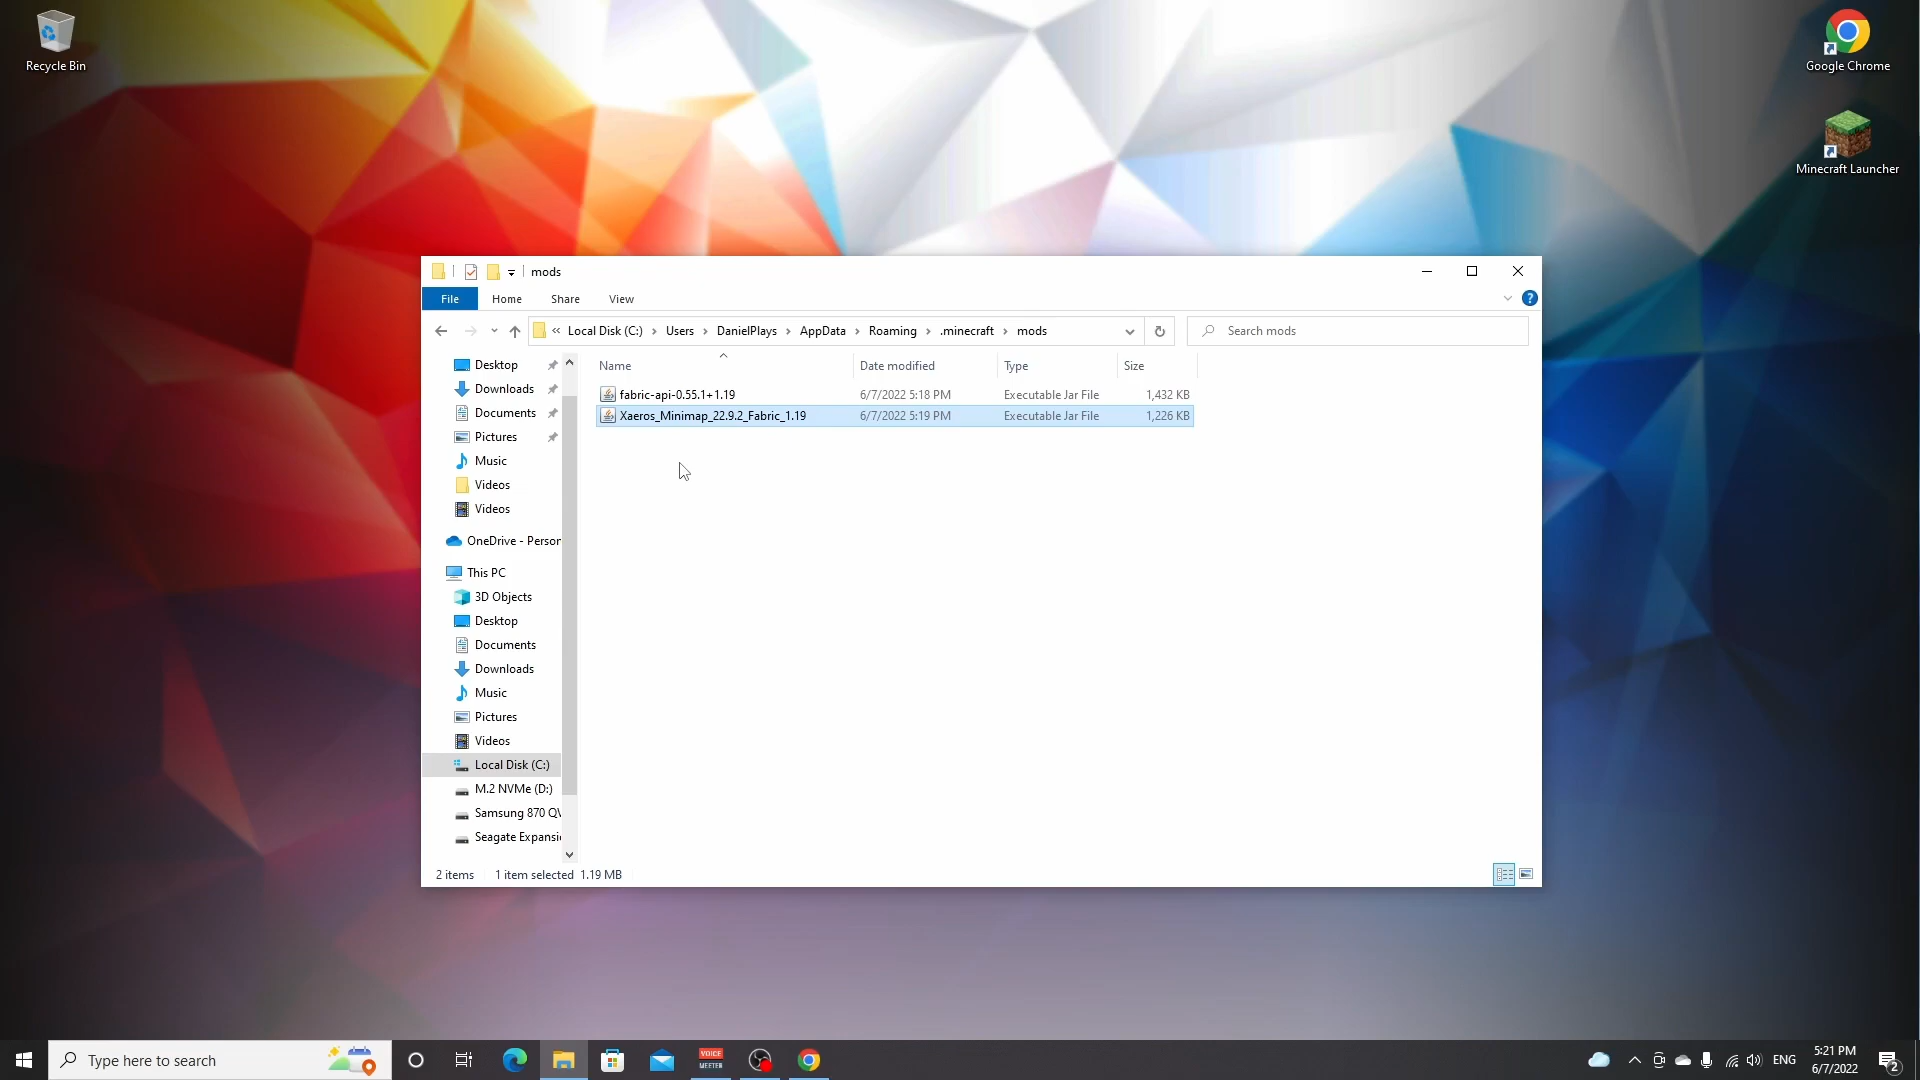 Recycle Bin
Google Chrome
Minecraft Launcher
mods
File Home Share View
Local Disk (C:) Users DanielPlays AppData Roaming .minecraft mods
Search mods
Name Date modified Type Size
fabric-api-0.55.1+1.19 6/7/2022 5:18 PM Executable Jar File 1,432 KB
Xaeros_Minimap_22.9.2_Fabric_1.19 6/7/2022 5:19 PM Executable Jar File 1,226 KB
Desktop
Downloads
Documents
Pictures
Music
Videos
Videos
OneDrive - Person
This PC
3D Objects
Desktop
Documents
Downloads
Music
Pictures
Videos
Local Disk (C:)
M.2 NVMe (D:)
Samsung 870 QV
Seagate Expansi
2 items 1 item selected 1.19 MB
Type here to search
VOICE
MEETER
ENG
5:21 PM
6/7/2022
2